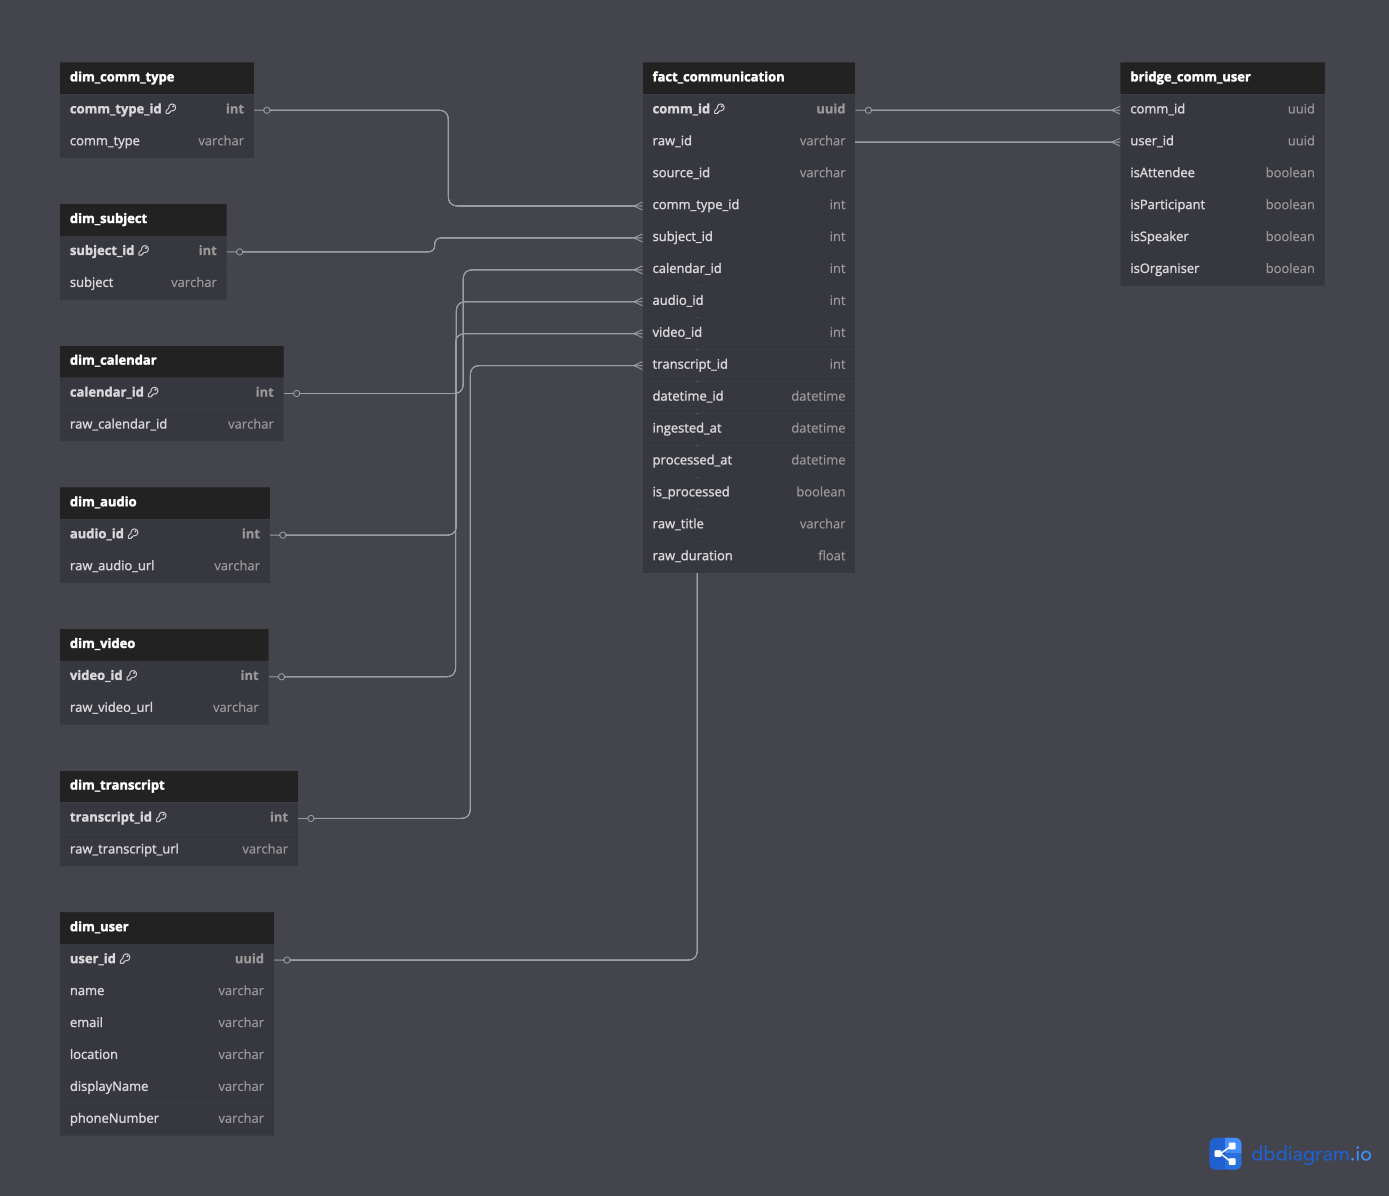 dim_comm_type
comm_type_id int
comm_type varchar
dim_subject
subject_id int
subject varchar
dim_calendar
calendar_id int
raw_calendar_id varchar
dim_audio
audio_id int
raw_audio_url varchar
dim_video
video_id int
raw_video_url varchar
dim_transcript
transcript_id int
raw_transcript_url varchar
dim_user
user_id uuid
name varchar
email varchar
location varchar
displayName varchar
phoneNumber varchar
fact_communication
comm_id uuid
raw_id varchar
source_id varchar
comm_type_id int
subject_id int
calendar_id int
audio_id int
video_id int
transcript_id int
datetime_id datetime
ingested_at datetime
processed_at datetime
is_processed boolean
raw_title varchar
raw_duration float
bridge_comm_user
comm_id uuid
user_id uuid
isAttendee boolean
isParticipant boolean
isSpeaker boolean
isOrganiser boolean
dbdiagram.io